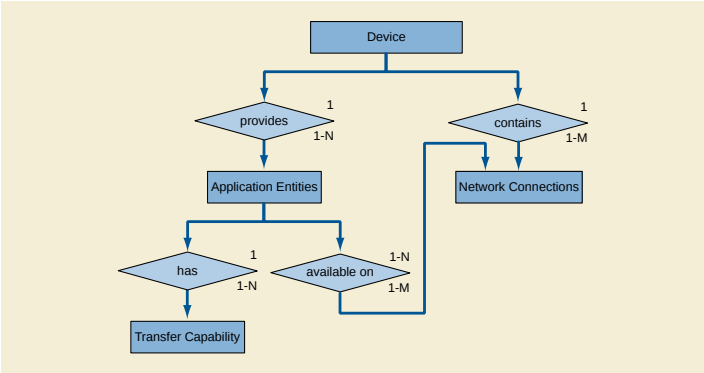 Device
1
1
provides
contains
1-N
1-M
Application Entities
Network Connections
1
1-N
has
available on
1-N
1-M
Transfer Capability